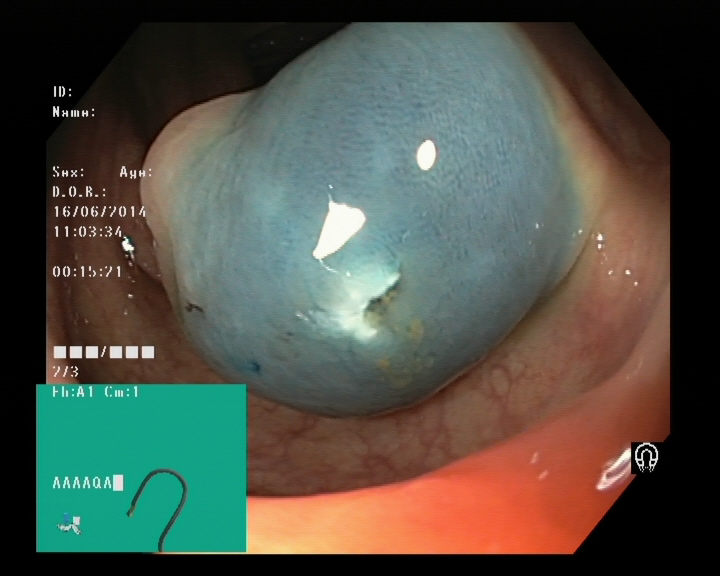 ID:
Name:
Sex: Age:
D.O.B.:
16/06/2014
11:03:34
00:15:21
■■■/■■■
2/3
Eh:A1 Cm:1
AAAAQA